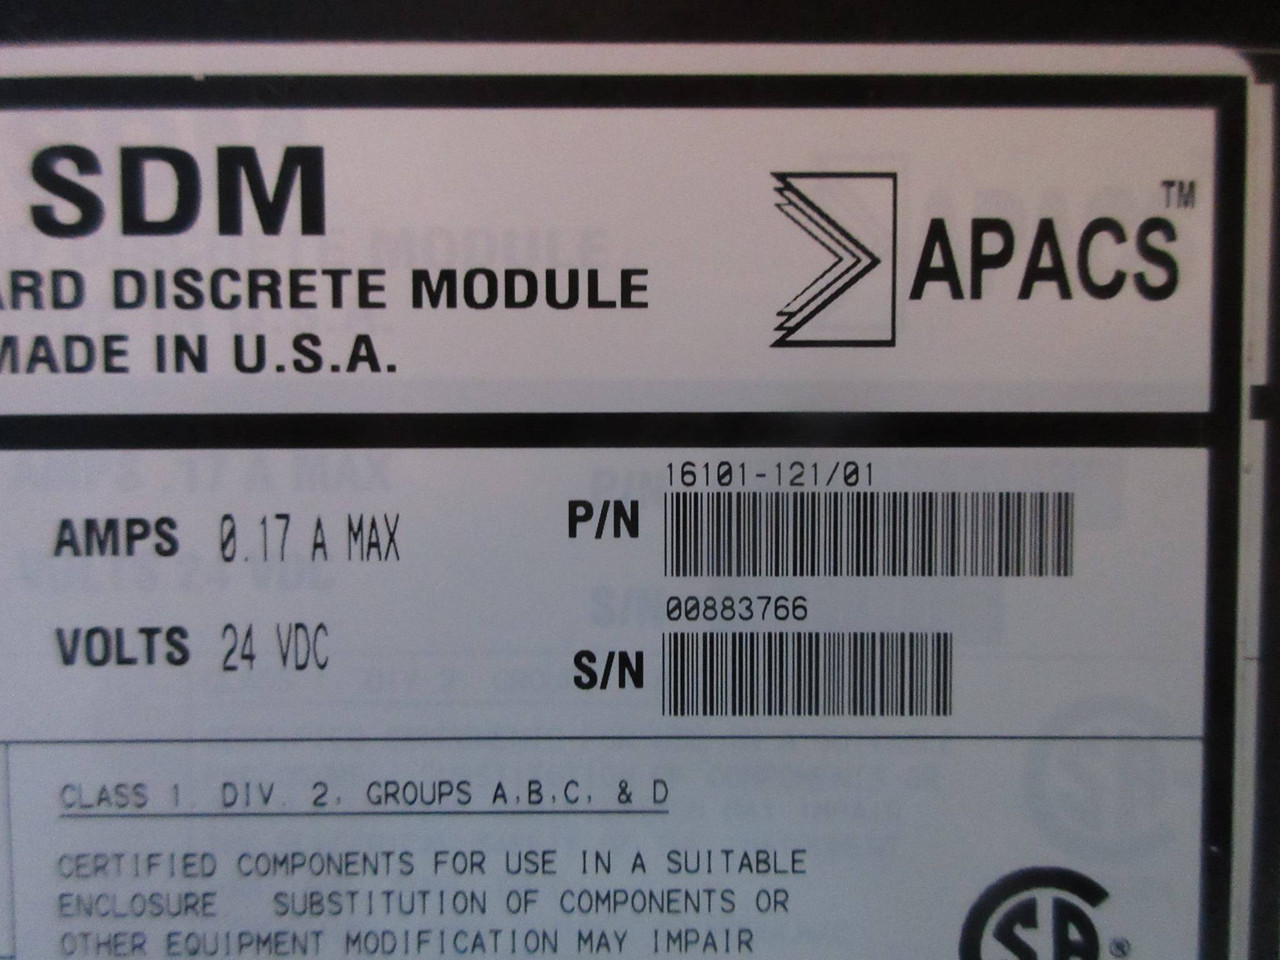 SDM
ARD DISCRETE MODULE
MADE IN U.S.A.
APACS™
AMPS 0.17 A MAX
VOLTS 24 VDC
P/N 16101-121/01
S/N 00883766
CLASS 1, DIV. 2, GROUPS A,B,C, & D
CERTIFIED COMPONENTS FOR USE IN A SUITABLE
ENCLOSURE SUBSTITUTION OF COMPONENTS OR
OTHER EQUIPMENT MODIFICATION MAY IMPAIR
SA®